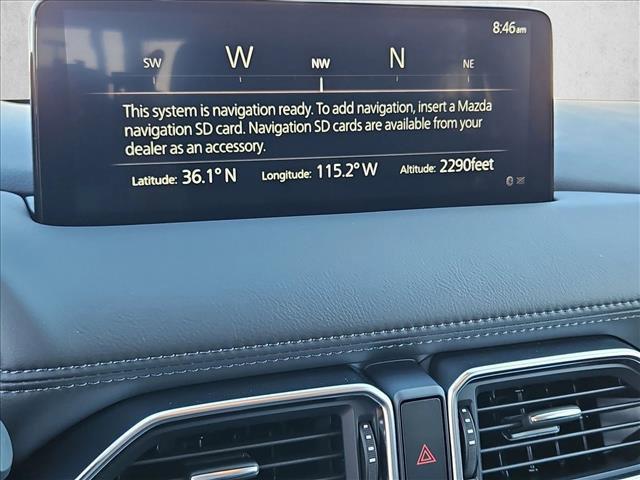 8:46am
SW W NW N NE
This system is navigation ready. To add navigation, insert a Mazda
navigation SD card. Navigation SD cards are available from your
dealer as an accessory.
Latitude: 36.1° N Longitude: 115.2° W Altitude: 2290feet